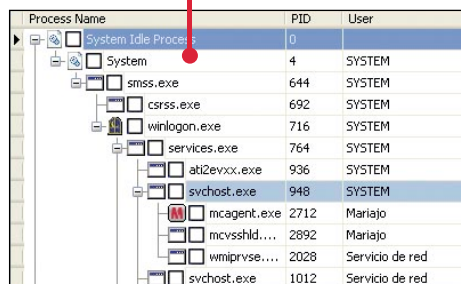 Process Name PID User
System Idle Process 0
System 4 SYSTEM
smss.exe 644 SYSTEM
csrss.exe 692 SYSTEM
winlogon.exe 716 SYSTEM
services.exe 764 SYSTEM
ati2evxx.exe 936 SYSTEM
svchost.exe 948 SYSTEM
mcagent.exe 2712 Mariajo
mcvsshld.... 2892 Mariajo
wmiprvse.... 2028 Servicio de red
svchost.exe 1012 Servicio de red